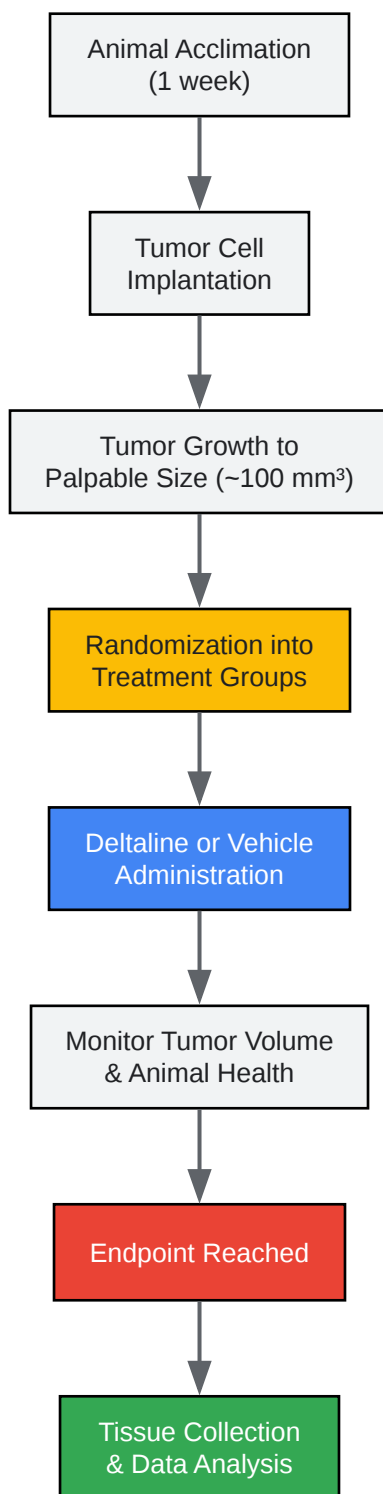 Animal Acclimation
(1 week)
Tumor Cell
Implantation
Tumor Growth to
Palpable Size (~100 mm³)
Randomization into
Treatment Groups
Deltaline or Vehicle
Administration
Monitor Tumor Volume
& Animal Health
Endpoint Reached
Tissue Collection
& Data Analysis